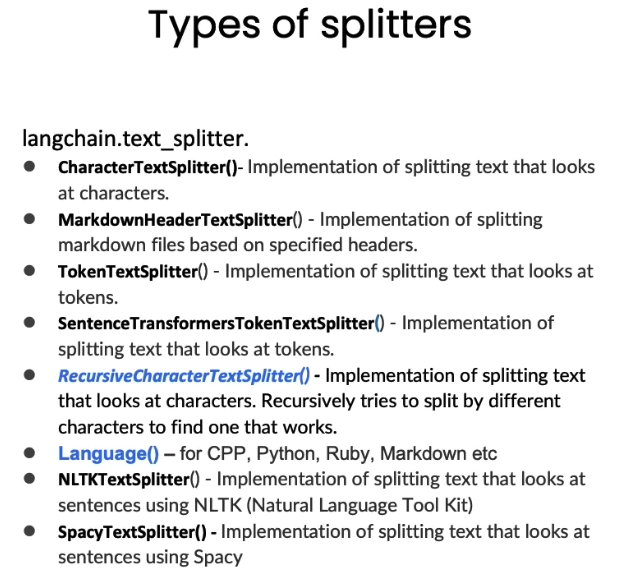 Types of splitters
langchain.text_splitter.
● CharacterTextSplitter()- Implementation of splitting text that looks
at characters.
● MarkdownHeaderTextSplitter() - Implementation of splitting
markdown files based on specified headers.
● TokenTextSplitter() - Implementation of splitting text that looks at
tokens.
● SentenceTransformersTokenTextSplitter() - Implementation of
splitting text that looks at tokens.
● RecursiveCharacterTextSplitter() - Implementation of splitting text
that looks at characters. Recursively tries to split by different
characters to find one that works.
● Language() – for CPP, Python, Ruby, Markdown etc
● NLTKTextSplitter() - Implementation of splitting text that looks at
sentences using NLTK (Natural Language Tool Kit)
● SpacyTextSplitter() - Implementation of splitting text that looks at
sentences using Spacy